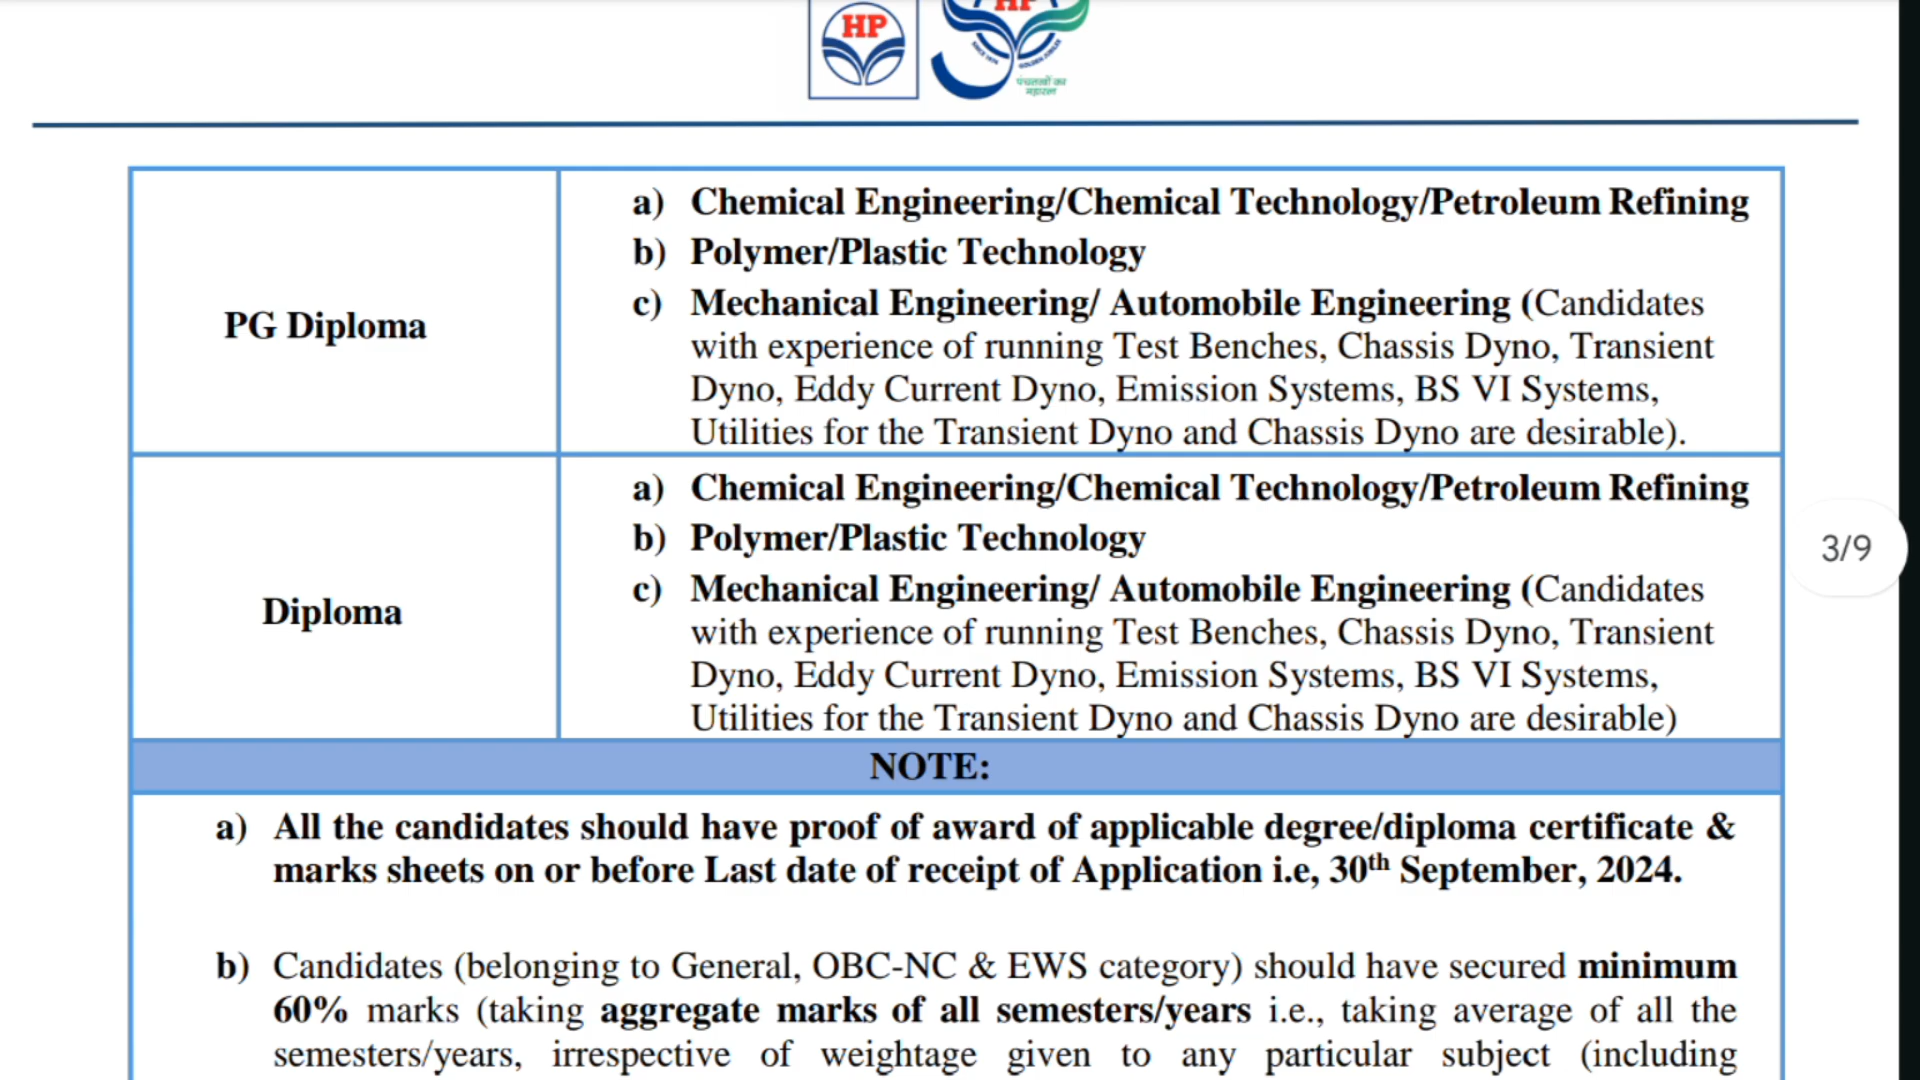 HP
HP
SINCE 1974
GOLDEN JUBILEE
पंचतत्वों का
महारत्न
a) Chemical Engineering/Chemical Technology/Petroleum Refining
b) Polymer/Plastic Technology
c) Mechanical Engineering/ Automobile Engineering (Candidates
with experience of running Test Benches, Chassis Dyno, Transient
Dyno, Eddy Current Dyno, Emission Systems, BS VI Systems,
Utilities for the Transient Dyno and Chassis Dyno are desirable).
PG Diploma
a) Chemical Engineering/Chemical Technology/Petroleum Refining
b) Polymer/Plastic Technology
c) Mechanical Engineering/ Automobile Engineering (Candidates
with experience of running Test Benches, Chassis Dyno, Transient
Dyno, Eddy Current Dyno, Emission Systems, BS VI Systems,
Utilities for the Transient Dyno and Chassis Dyno are desirable)
Diploma
3/9
NOTE:
a) All the candidates should have proof of award of applicable degree/diploma certificate &
marks sheets on or before Last date of receipt of Application i.e, 30th September, 2024.
b) Candidates (belonging to General, OBC-NC & EWS category) should have secured minimum
60% marks (taking aggregate marks of all semesters/years i.e., taking average of all the
semesters/years, irrespective of weightage given to any particular subject (including